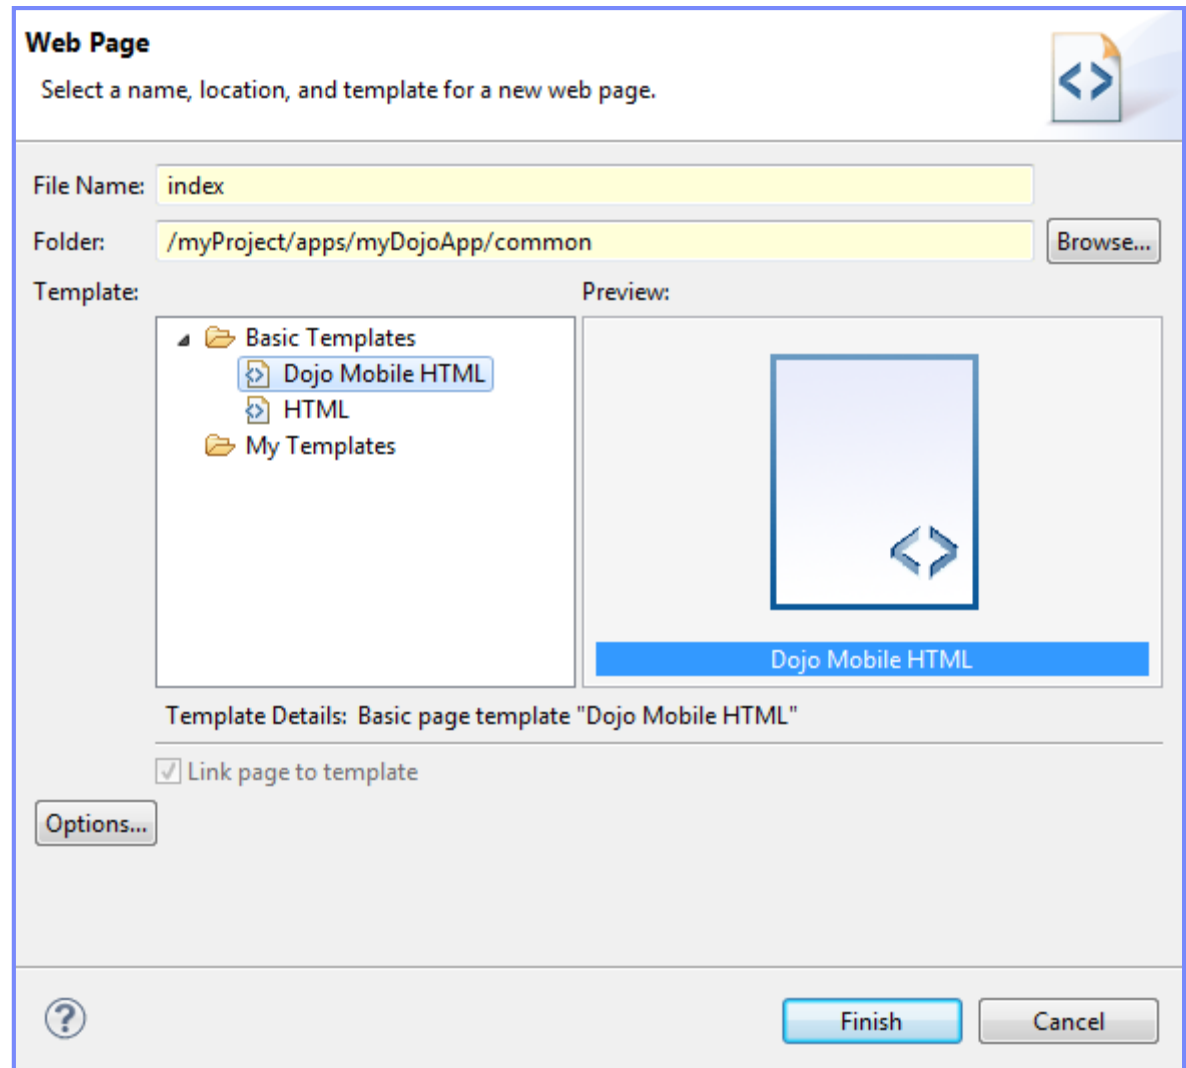 Web Page
Select a name, location, and template for a new web page.
File Name: index
Folder: /myProject/apps/myDojoApp/common Browse...
Template: Preview:
Basic Templates
Dojo Mobile HTML
HTML
My Templates
Dojo Mobile HTML
Template Details: Basic page template "Dojo Mobile HTML"
Link page to template
Options...
? Finish Cancel